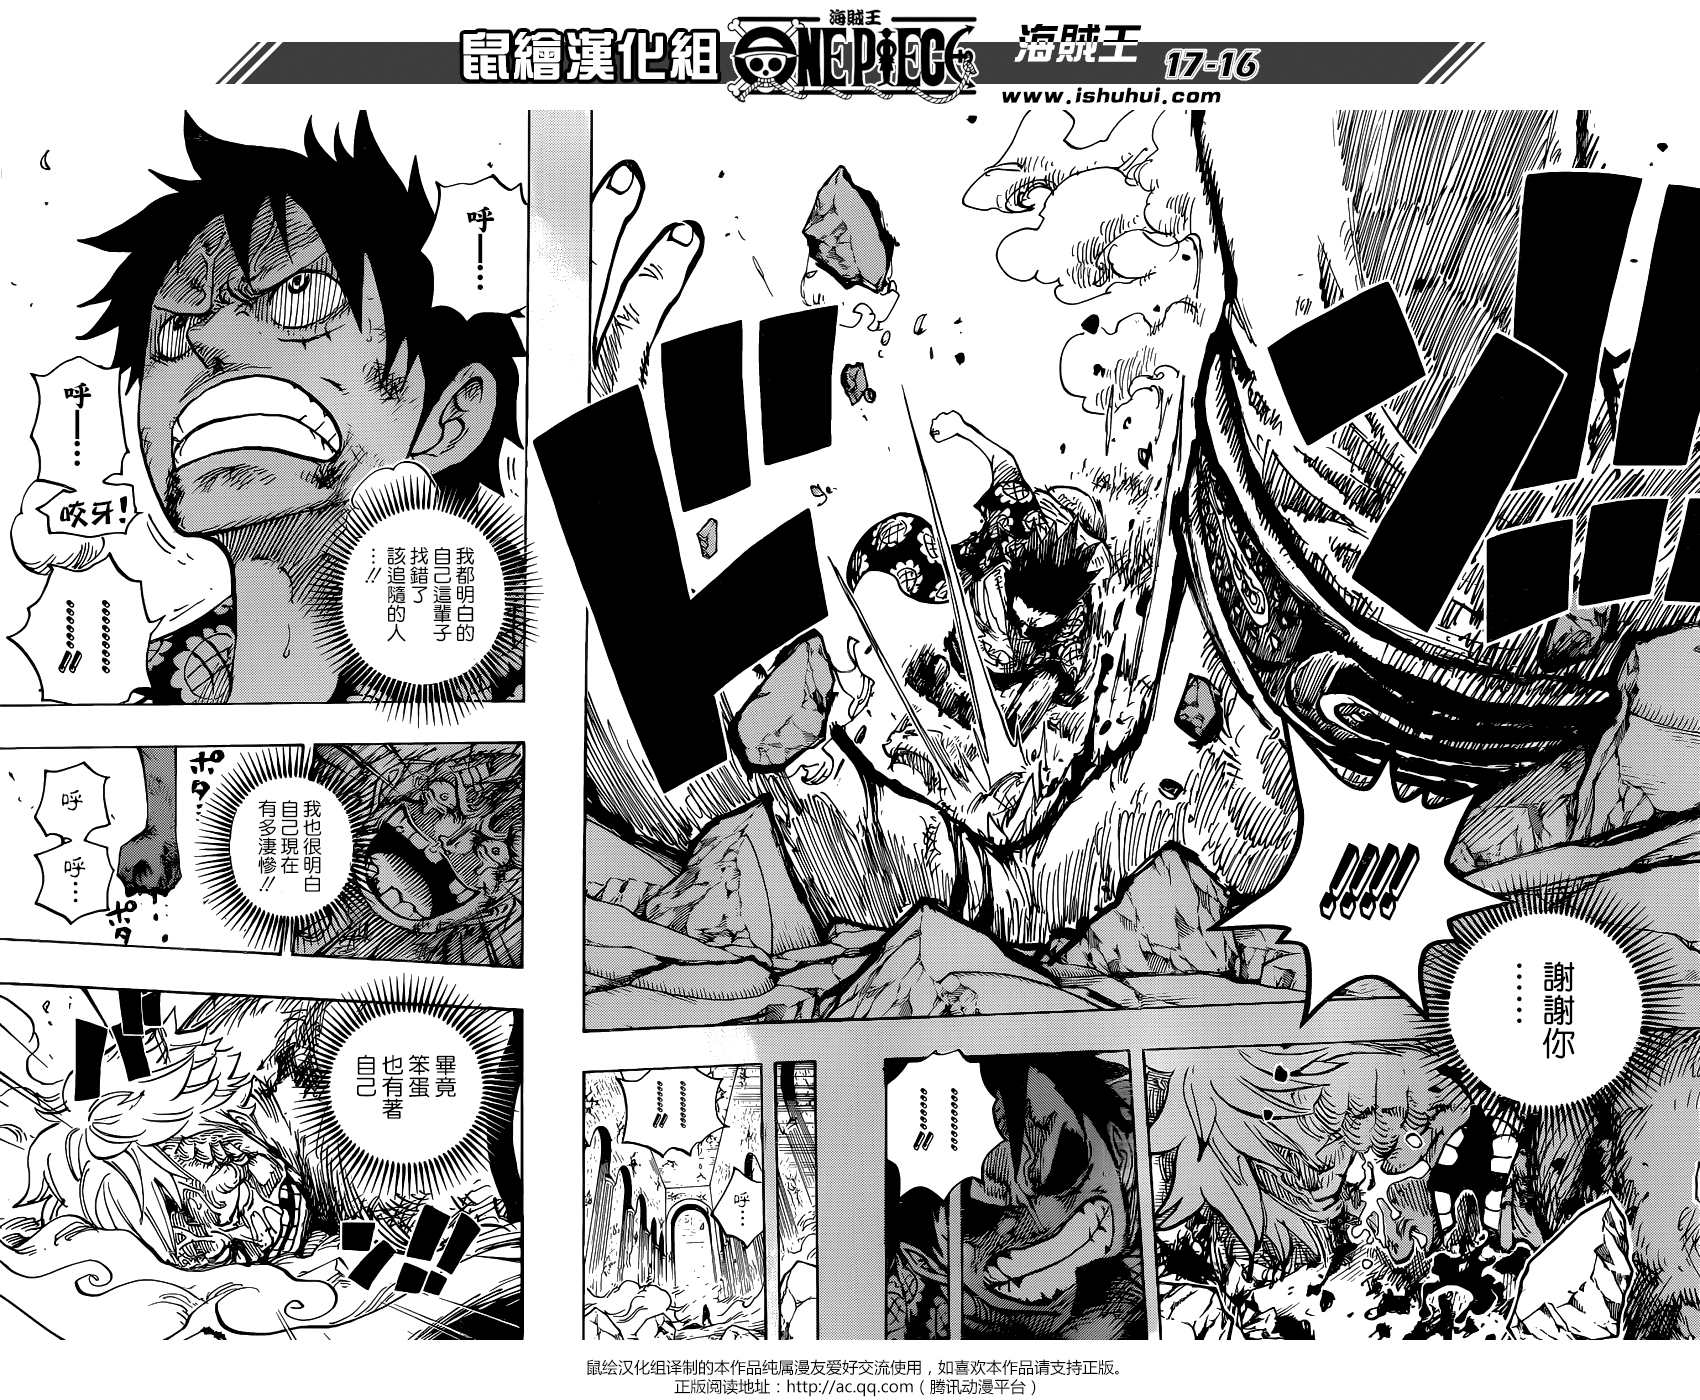 鼠繪漢化組
海賊王
ONE PIECE
海賊王
17-16
www.ishuhui.com
ドン!!
!!!!
謝謝你
……
呼…
呼——…
呼——…
咬牙!
我都明白的
自己這輩子
找錯了
該追隨的人
…!!
ポタ…
ポタ
呼
呼…
我也很明白
自己現在
有多淒慘!!
畢竟
笨蛋
也有著
自己
鼠绘汉化组译制的本作品纯属漫友爱好交流使用，如喜欢本作品请支持正版。
正版阅读地址：http://ac.qq.com（腾讯动漫平台）